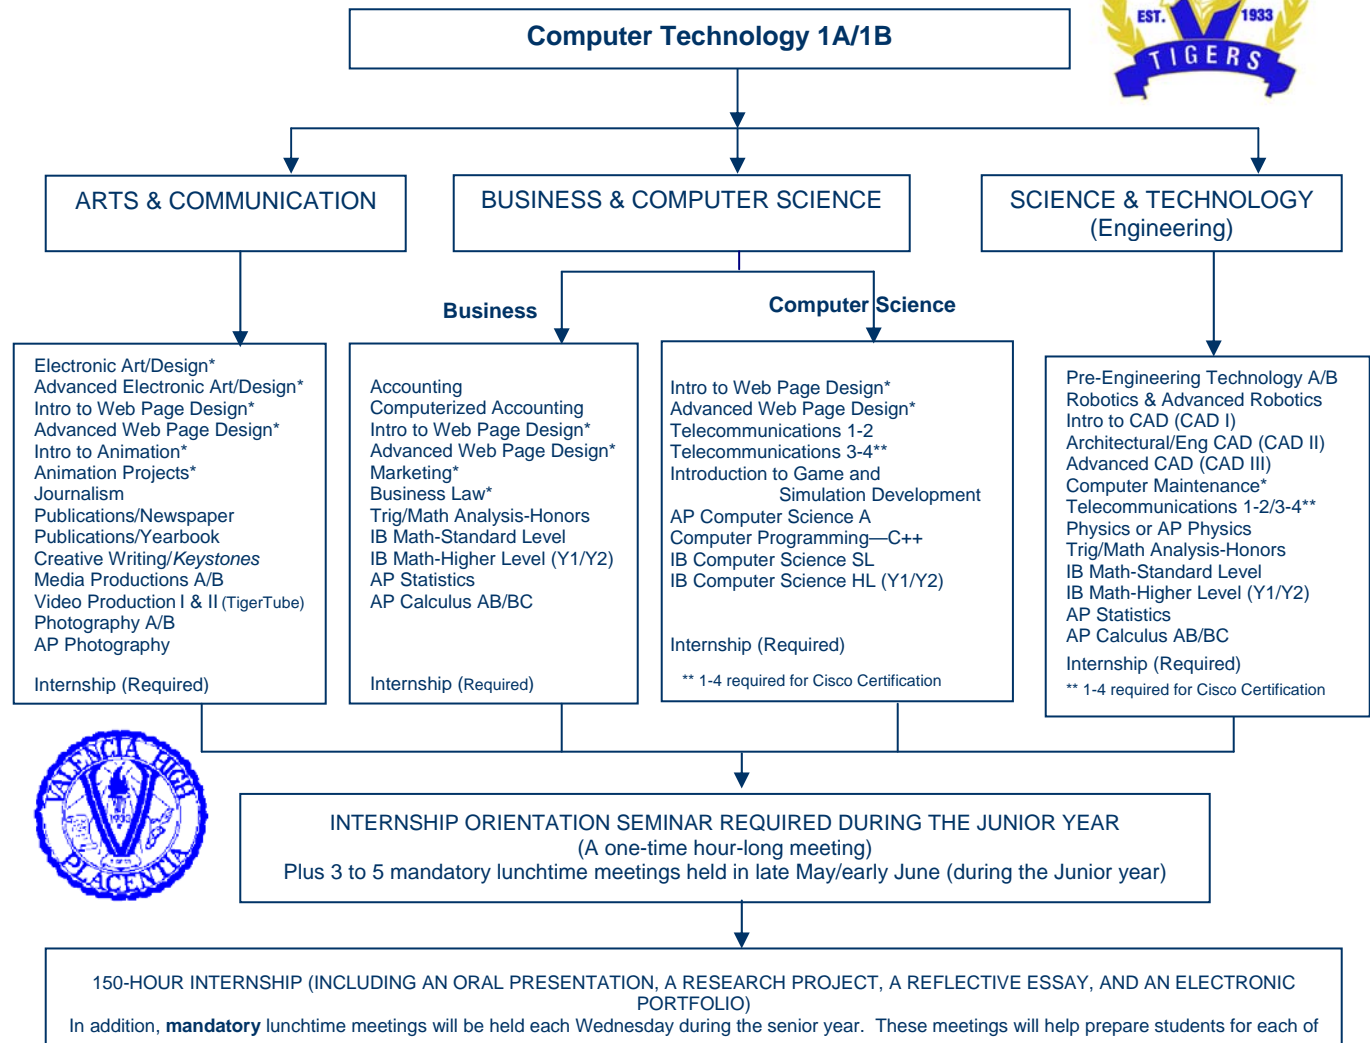 EST. 1933
TIGERS
Computer Technology 1A/1B
ARTS & COMMUNICATION
BUSINESS & COMPUTER SCIENCE
SCIENCE & TECHNOLOGY
(Engineering)
Business
Computer Science
Electronic Art/Design*
Advanced Electronic Art/Design*
Intro to Web Page Design*
Advanced Web Page Design*
Intro to Animation*
Animation Projects*
Journalism
Publications/Newspaper
Publications/Yearbook
Creative Writing/Keystones
Media Productions A/B
Video Production I & II (TigerTube)
Photography A/B
AP Photography
Internship (Required)
Accounting
Computerized Accounting
Intro to Web Page Design*
Advanced Web Page Design*
Marketing*
Business Law*
Trig/Math Analysis-Honors
IB Math-Standard Level
IB Math-Higher Level (Y1/Y2)
AP Statistics
AP Calculus AB/BC
Internship (Required)
Intro to Web Page Design*
Advanced Web Page Design*
Telecommunications 1-2
Telecommunications 3-4**
Introduction to Game and
Simulation Development
AP Computer Science A
Computer Programming—C++
IB Computer Science SL
IB Computer Science HL (Y1/Y2)
Internship (Required)
** 1-4 required for Cisco Certification
Pre-Engineering Technology A/B
Robotics & Advanced Robotics
Intro to CAD (CAD I)
Architectural/Eng CAD (CAD II)
Advanced CAD (CAD III)
Computer Maintenance*
Telecommunications 1-2/3-4**
Physics or AP Physics
Trig/Math Analysis-Honors
IB Math-Standard Level
IB Math-Higher Level (Y1/Y2)
AP Statistics
AP Calculus AB/BC
Internship (Required)
** 1-4 required for Cisco Certification
VALENCIA HIGH
1933
PLACENTIA
INTERNSHIP ORIENTATION SEMINAR REQUIRED DURING THE JUNIOR YEAR
(A one-time hour-long meeting)
Plus 3 to 5 mandatory lunchtime meetings held in late May/early June (during the Junior year)
150-HOUR INTERNSHIP (INCLUDING AN ORAL PRESENTATION, A RESEARCH PROJECT, A REFLECTIVE ESSAY, AND AN ELECTRONIC
PORTFOLIO)
In addition, mandatory lunchtime meetings will be held each Wednesday during the senior year. These meetings will help prepare students for each of